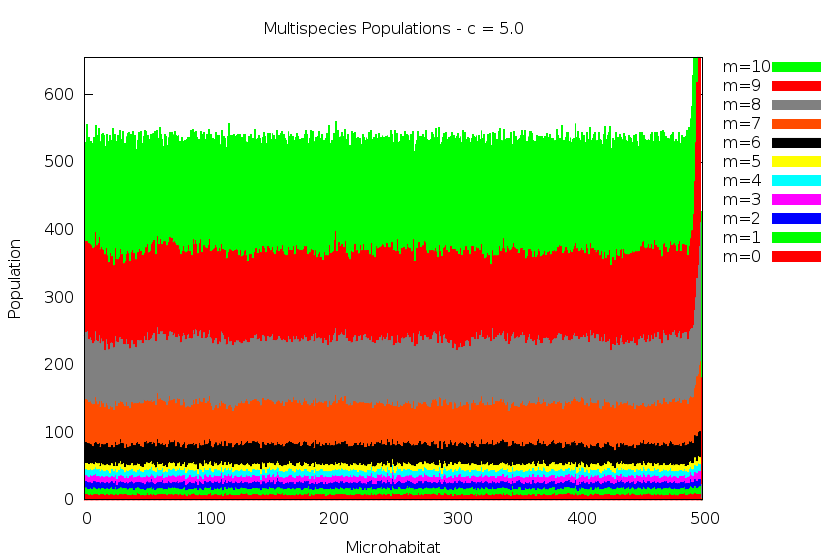 Multispecies Populations - c = 5.0
m=10
m=9
m=8
m=7
m=6
m=5
m=4
m=3
m=2
m=1
m=0
600
500
400
300
200
100
0
Population
0 100 200 300 400 500
Microhabitat